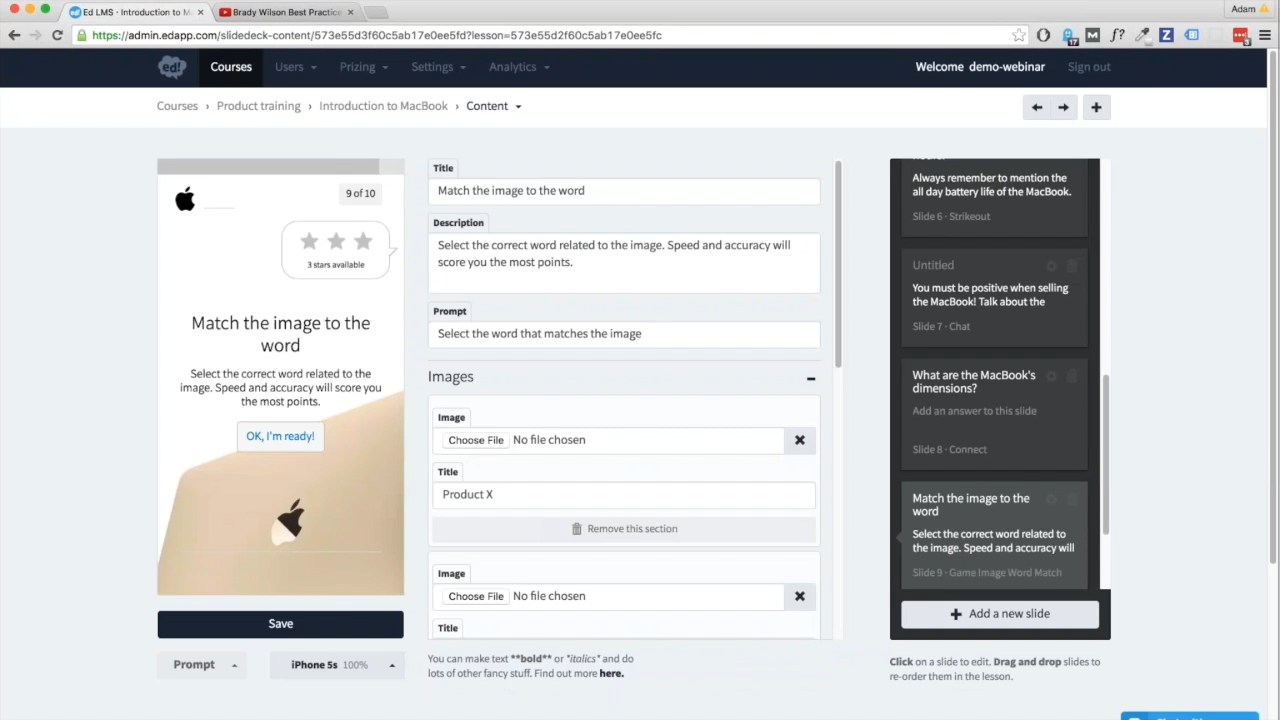 Ed LMS - Introduction to M
Brady Wilson Best Practice
Adam
https://admin.edapp.com/slidedeck-content/573e55d3f60c5ab17e0ee5fd?lesson=573e55d2f60c5ab17e0ee5fc
ed!
Courses
Users
Prizing
Settings
Analytics
Welcome demo-webinar
Sign out
Courses › Product training › Introduction to MacBook › Content
9 of 10
3 stars available
Match the image to the
word
Select the correct word related to the
image. Speed and accuracy will score you
the most points.
OK, I'm ready!
Save
Prompt
iPhone 5s 100%
Title
Match the image to the word
Description
Select the correct word related to the image. Speed and accuracy will
score you the most points.
Prompt
Select the word that matches the image
Images
Image
Choose File No file chosen
Title
Product X
Remove this section
Image
Choose File No file chosen
Title
You can make text **bold** or *italics* and do
lots of other fancy stuff. Find out more here.
Always remember to mention the
all day battery life of the MacBook.
Slide 6 · Strikeout
Untitled
You must be positive when selling
the MacBook! Talk about the
Slide 7 · Chat
What are the MacBook's
dimensions?
Add an answer to this slide
Slide 8 · Connect
Match the image to the
word
Select the correct word related to
the image. Speed and accuracy will
Slide 9 · Game Image Word Match
Add a new slide
Click on a slide to edit. Drag and drop slides to
re-order them in the lesson.